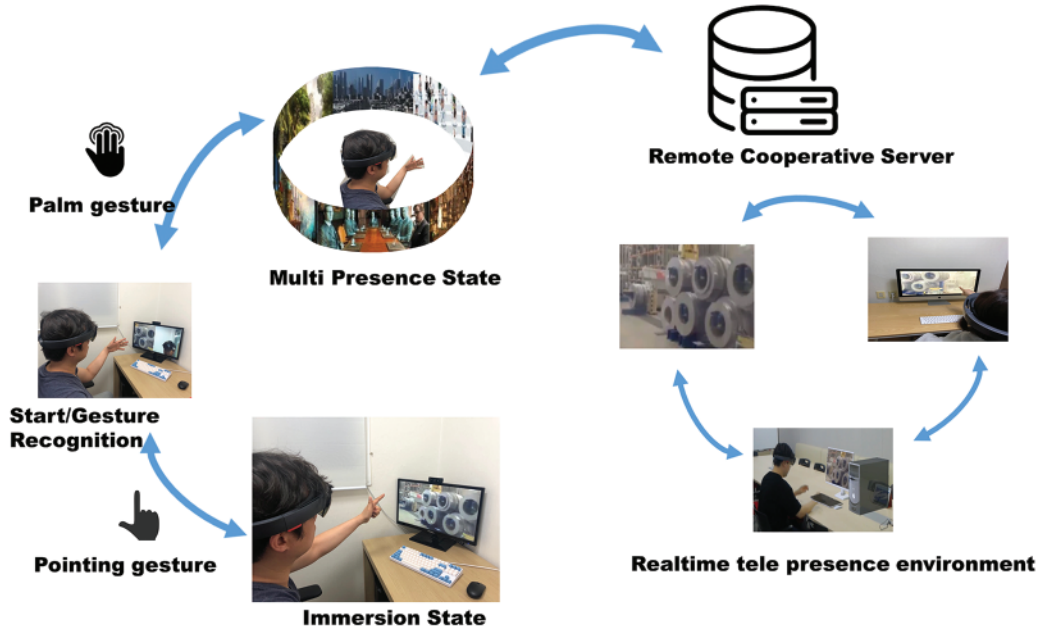 Remote Cooperative Server
Palm gesture
Multi Presence State
Start/Gesture
Recognition
Pointing gesture
Realtime tele presence environment
Immersion State